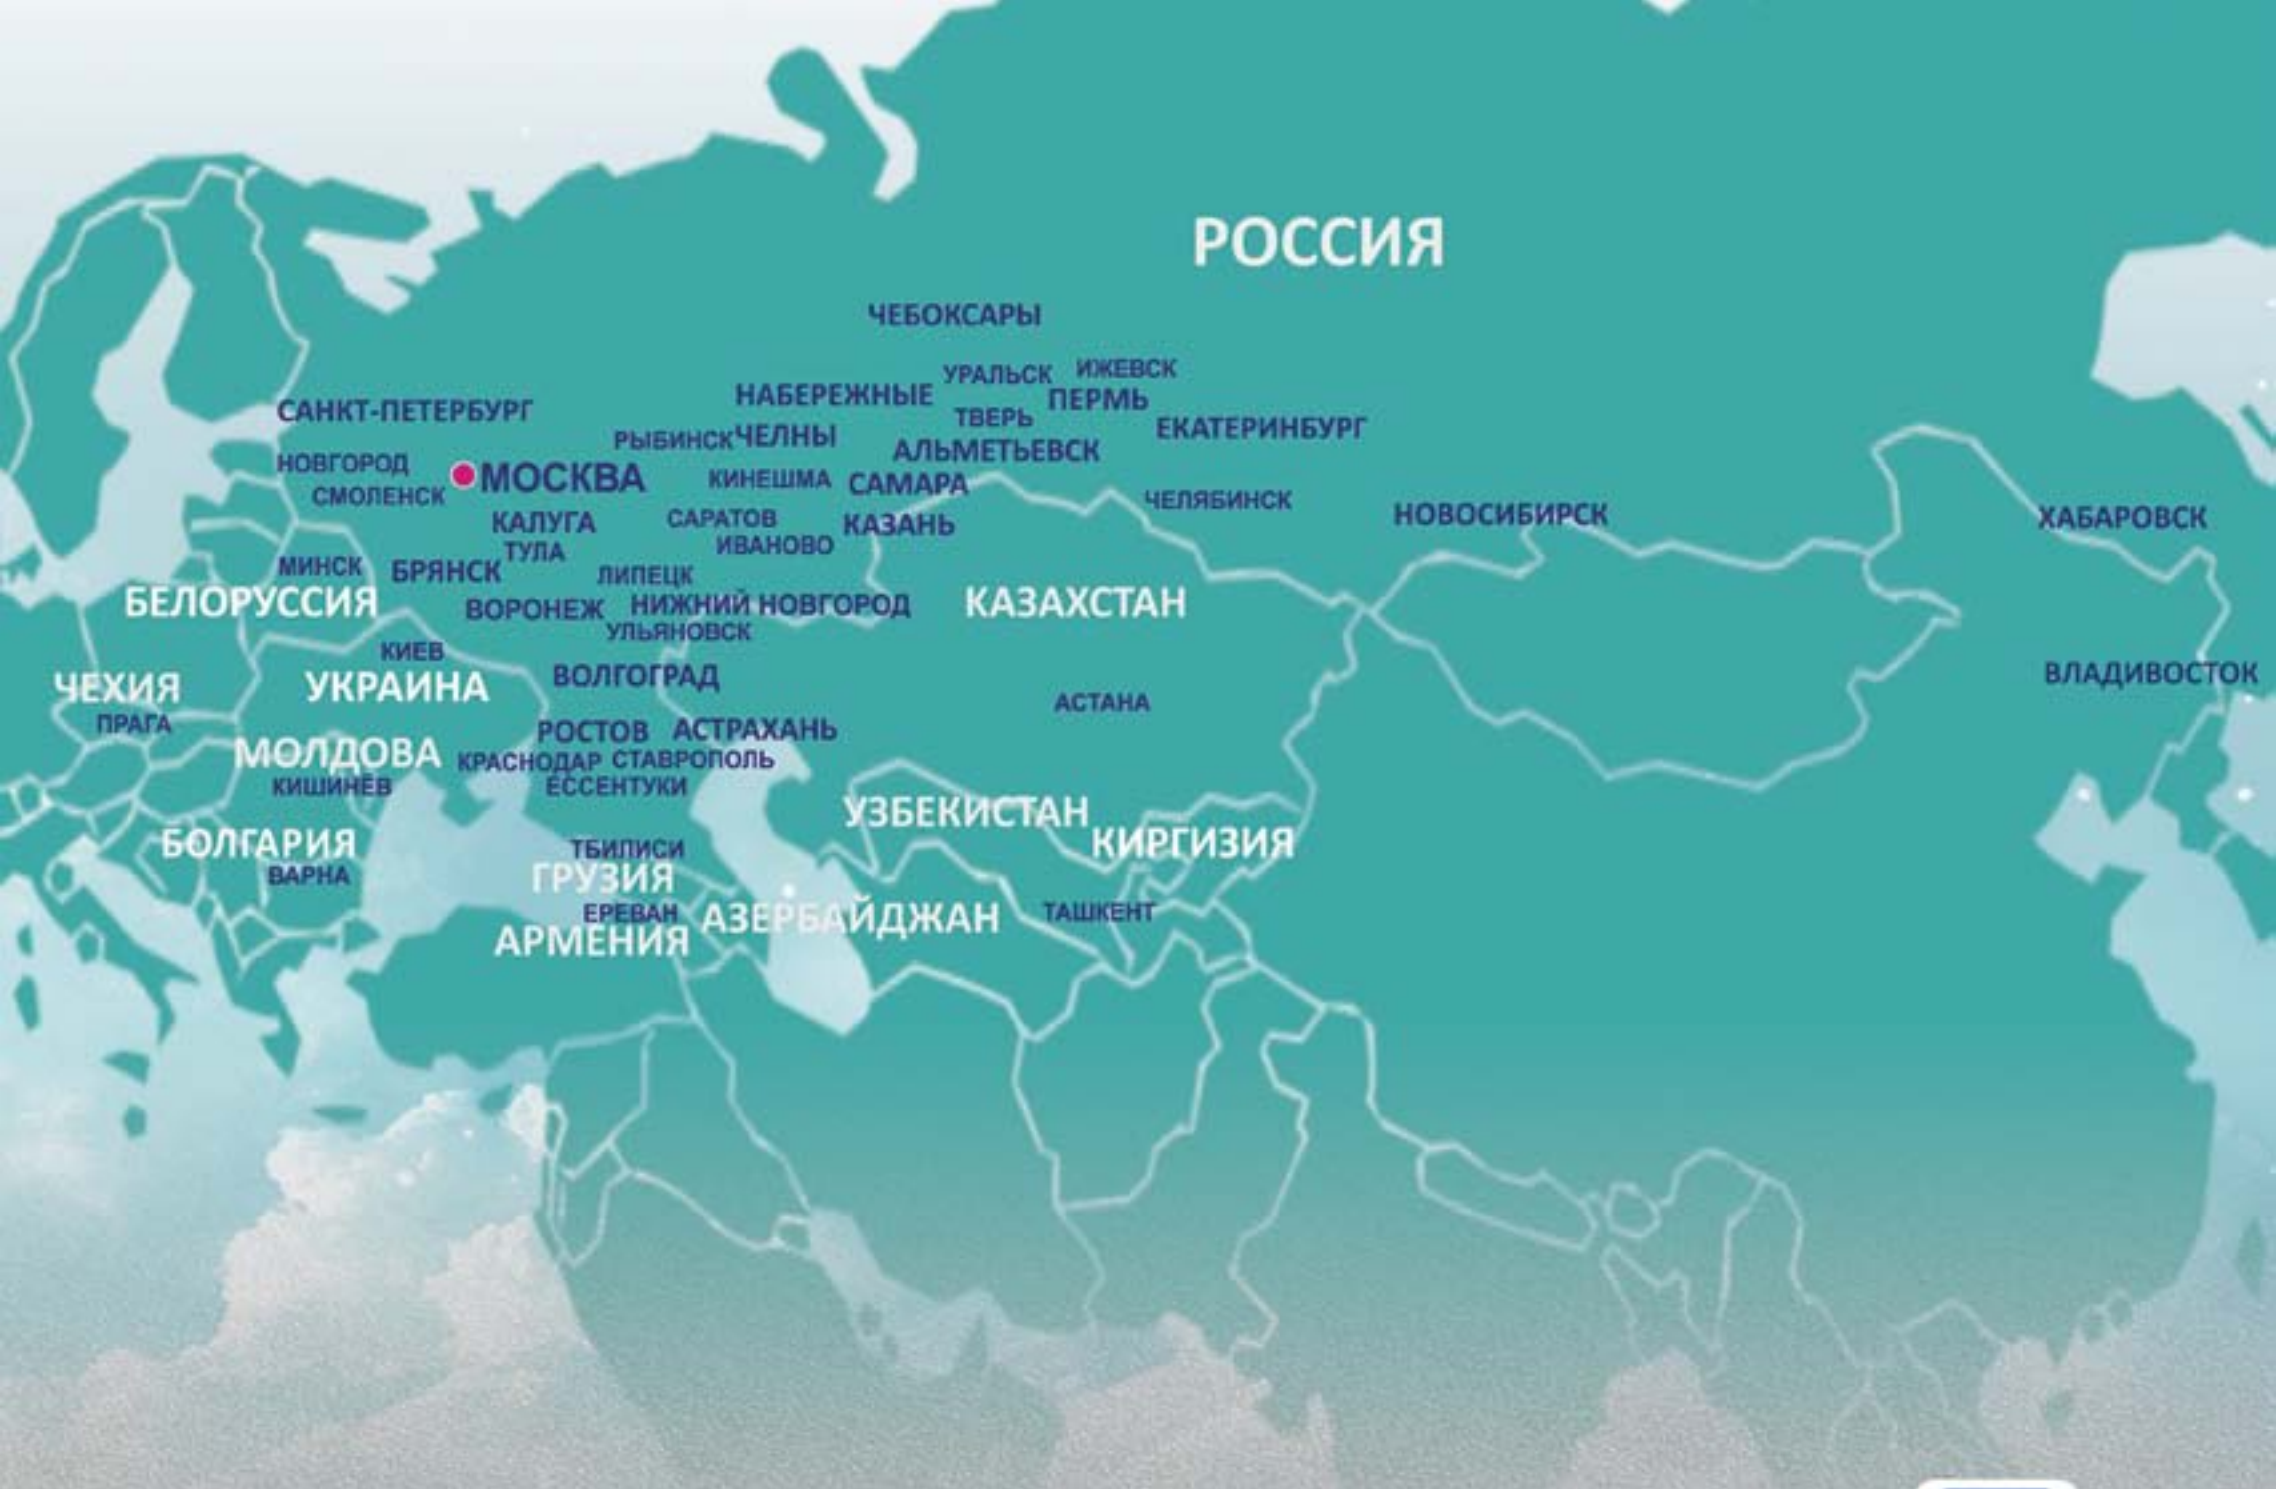 РОССИЯ
ЧЕБОКСАРЫ
УРАЛЬСК
ИЖЕВСК
НАБЕРЕЖНЫЕ
ЧЕЛНЫ
ПЕРМЬ
САНКТ-ПЕТЕРБУРГ
ТВЕРЬ
ЕКАТЕРИНБУРГ
РЫБИНСК
АЛЬМЕТЬЕВСК
НОВГОРОД
МОСКВА
КИНЕШМА
САМАРА
СМОЛЕНСК
ЧЕЛЯБИНСК
НОВОСИБИРСК
ХАБАРОВСК
КАЛУГА
САРАТОВ
КАЗАНЬ
ТУЛА
ИВАНОВО
МИНСК
БРЯНСК
ЛИПЕЦК
БЕЛОРУССИЯ
ВОРОНЕЖ
НИЖНИЙ НОВГОРОД
КАЗАХСТАН
УЛЬЯНОВСК
КИЕВ
ВОЛГОГРАД
ВЛАДИВОСТОК
ЧЕХИЯ
УКРАИНА
АСТАНА
ПРАГА
РОСТОВ
АСТРАХАНЬ
МОЛДОВА
КРАСНОДАР
СТАВРОПОЛЬ
КИШИНЁВ
ЕССЕНТУКИ
УЗБЕКИСТАН
БОЛГАРИЯ
ТБИЛИСИ
КИРГИЗИЯ
ВАРНА
ГРУЗИЯ
ЕРЕВАН
АЗЕРБАЙДЖАН
ТАШКЕНТ
АРМЕНИЯ